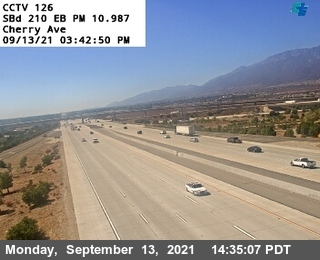 CCTV 126
SBd 210 EB PM 10.987
Cherry Ave
09/13/21 03:42:50 PM
Monday, September 13, 2021 14:35:07 PDT